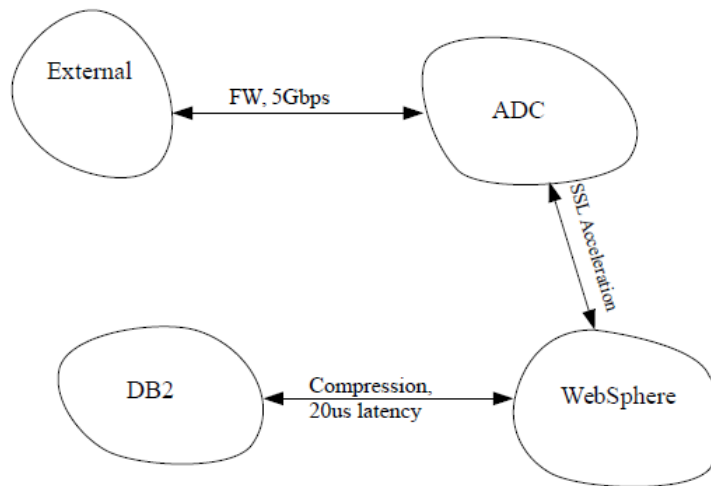 External
FW, 5Gbps
ADC
SSL Acceleration
DB2
Compression,
20us latency
WebSphere